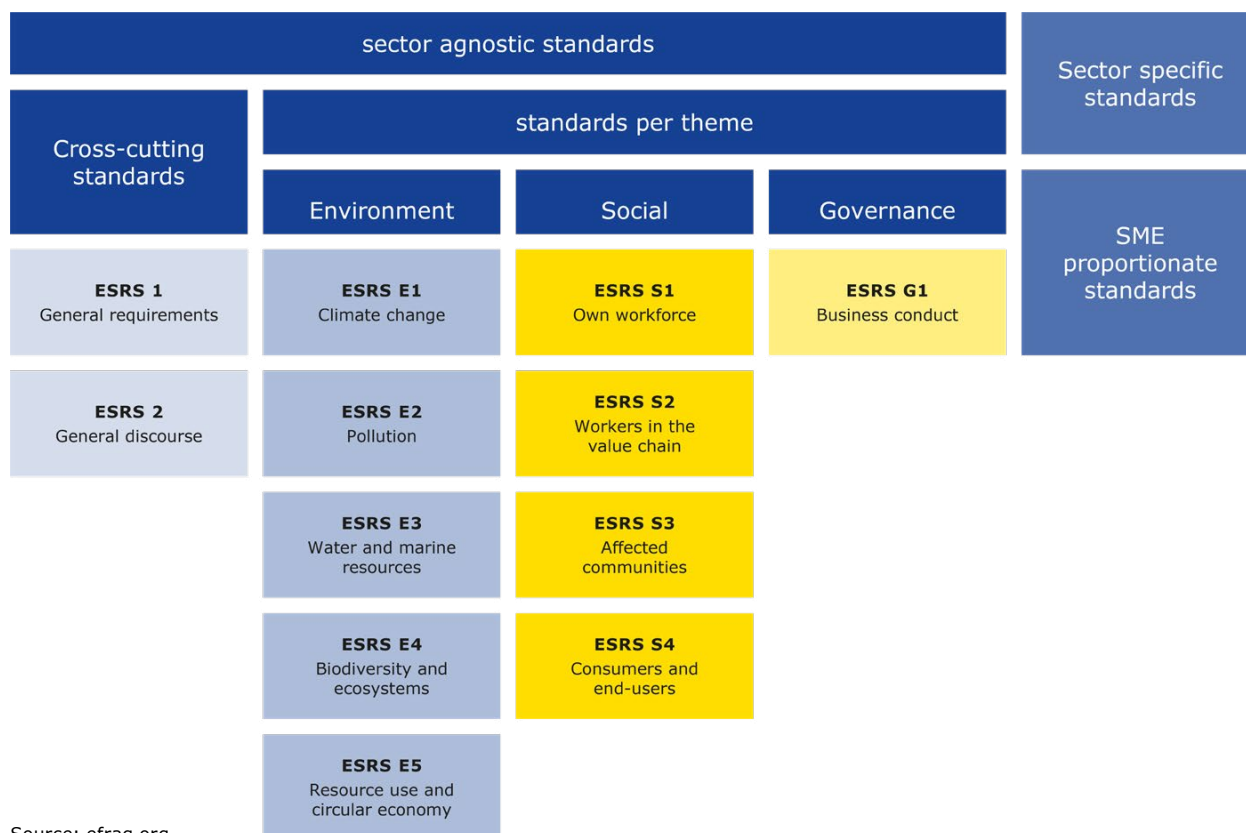 sector agnostic standards
Sector specific
standards
Cross-cutting
standards
standards per theme
Environment
Social
Governance
SME
proportionate
standards
ESRS 1
General requirements
ESRS E1
Climate change
ESRS S1
Own workforce
ESRS G1
Business conduct
ESRS 2
General discourse
ESRS E2
Pollution
ESRS S2
Workers in the
value chain
ESRS E3
Water and marine
resources
ESRS S3
Affected
communities
ESRS E4
Biodiversity and
ecosystems
ESRS S4
Consumers and
end-users
ESRS E5
Resource use and
circular economy
Source: efrag.org